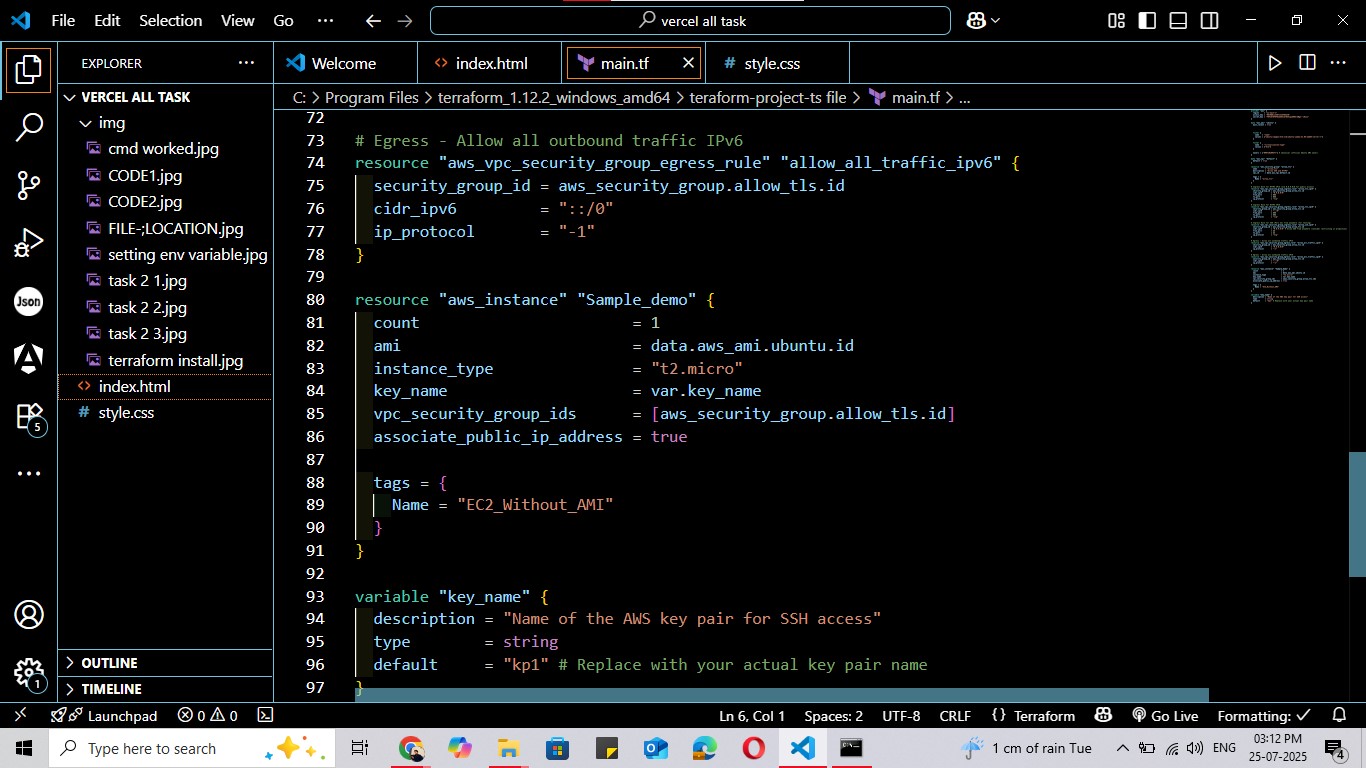 File Edit Selection View Go ··· vercel all task
EXPLORER ···
Welcome
index.html
main.tf
style.css
VERCEL ALL TASK
img
cmd worked.jpg
CODE1.jpg
CODE2.jpg
FILE-;LOCATION.jpg
setting env variable.jpg
task 2 1.jpg
task 2 2.jpg
task 2 3.jpg
terraform install.jpg
index.html
style.css
OUTLINE
TIMELINE
Json
5
1
C: > Program Files > terraform_1.12.2_windows_amd64 > teraform-project-ts file > main.tf > ...
72
73 # Egress - Allow all outbound traffic IPv6
74 resource "aws_vpc_security_group_egress_rule" "allow_all_traffic_ipv6" {
75 security_group_id = aws_security_group.allow_tls.id
76 cidr_ipv6 = "::/0"
77 ip_protocol = "-1"
78 }
79
80 resource "aws_instance" "Sample_demo" {
81 count = 1
82 ami = data.aws_ami.ubuntu.id
83 instance_type = "t2.micro"
84 key_name = var.key_name
85 vpc_security_group_ids = [aws_security_group.allow_tls.id]
86 associate_public_ip_address = true
87
88 tags = {
89 Name = "EC2_Without_AMI"
90 }
91 }
92
93 variable "key_name" {
94 description = "Name of the AWS key pair for SSH access"
95 type = string
96 default = "kp1" # Replace with your actual key pair name
97 }
Launchpad 0 0 Ln 6, Col 1 Spaces: 2 UTF-8 CRLF {} Terraform Go Live Formatting: ✓
Type here to search 1 cm of rain Tue ENG 03:12 PM
25-07-2025
4